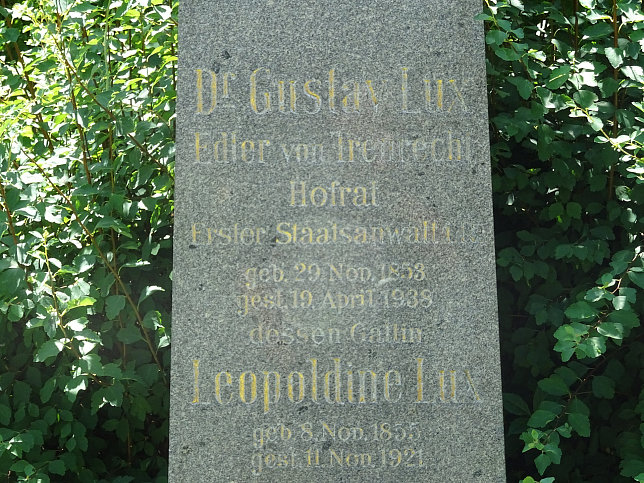 Dr Gustav Lux
Edler von Trenrecht
Hofrat
Erster Staatsanwalt i.P.
geb. 29 Nov. 1853
gest. 19 April 1938
dessen Gattin
Leopoldine Lux
geb. 8. Nov. 1855
gest. 11 Nov. 1921